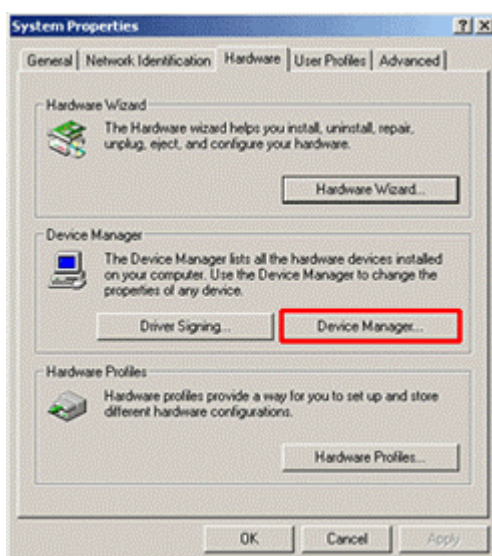 System Properties
General Network Identification Hardware User Profiles Advanced
Hardware Wizard
The Hardware wizard helps you install, uninstall, repair,
unplug, eject, and configure your hardware.
Hardware Wizard...
Device Manager
The Device Manager lists all the hardware devices installed
on your computer. Use the Device Manager to change the
properties of any device.
Driver Signing... Device Manager...
Hardware Profiles
Hardware profiles provide a way for you to set up and store
different hardware configurations.
Hardware Profiles...
OK Cancel Apply